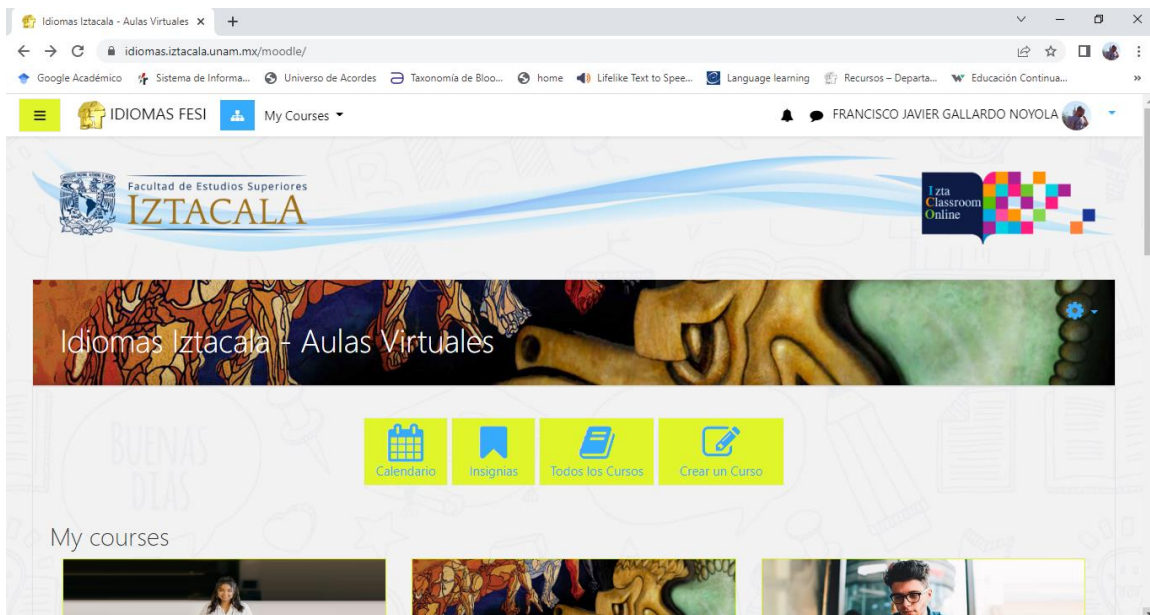 Idiomas Iztacala - Aulas Virtuales
idiomas.iztacala.unam.mx/moodle/
Google Académico Sistema de Informa... Universo de Acordes Taxonomía de Bloo... home Lifelike Text to Spee... Language learning Recursos – Departa... Educación Continua... »
IDIOMAS FESI My Courses FRANCISCO JAVIER GALLARDO NOYOLA
Facultad de Estudios Superiores
IZTACALA
Izta
Classroom
Online
Idiomas Iztacala - Aulas Virtuales
Calendario Insignias Todos los Cursos Crear un Curso
BUENAS
DIAS
My courses